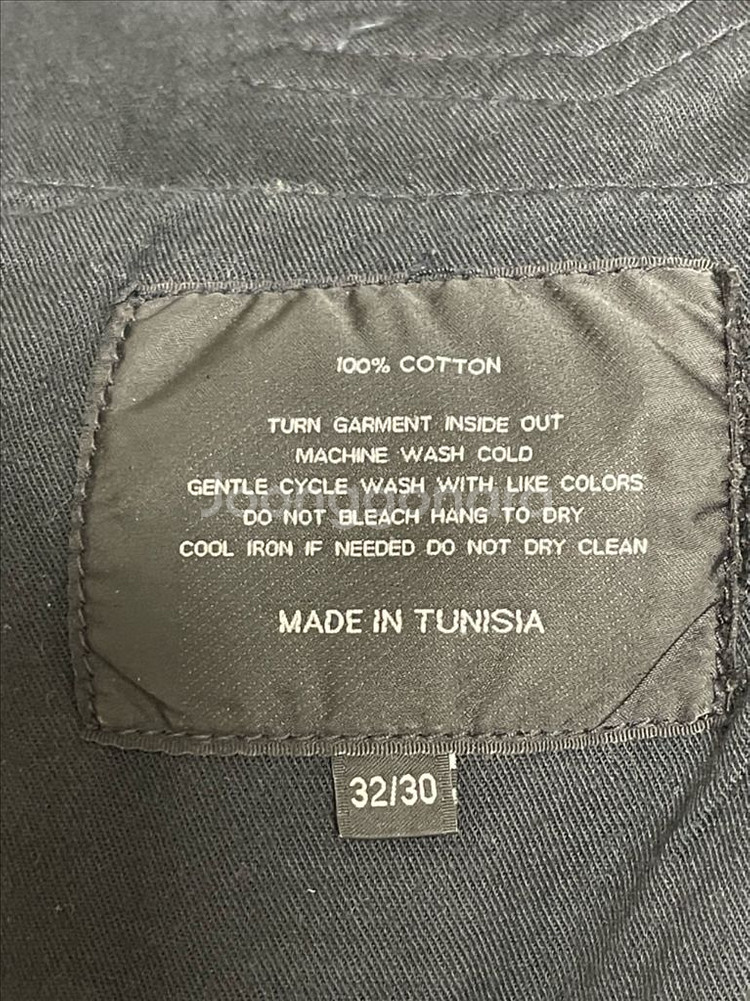 100% COTTON
TURN GARMENT INSIDE OUT
MACHINE WASH COLD
GENTLE CYCLE WASH WITH LIKE COLORS
DO NOT BLEACH HANG TO DRY
COOL IRON IF NEEDED DO NOT DRY CLEAN
MADE IN TUNISIA
32/30